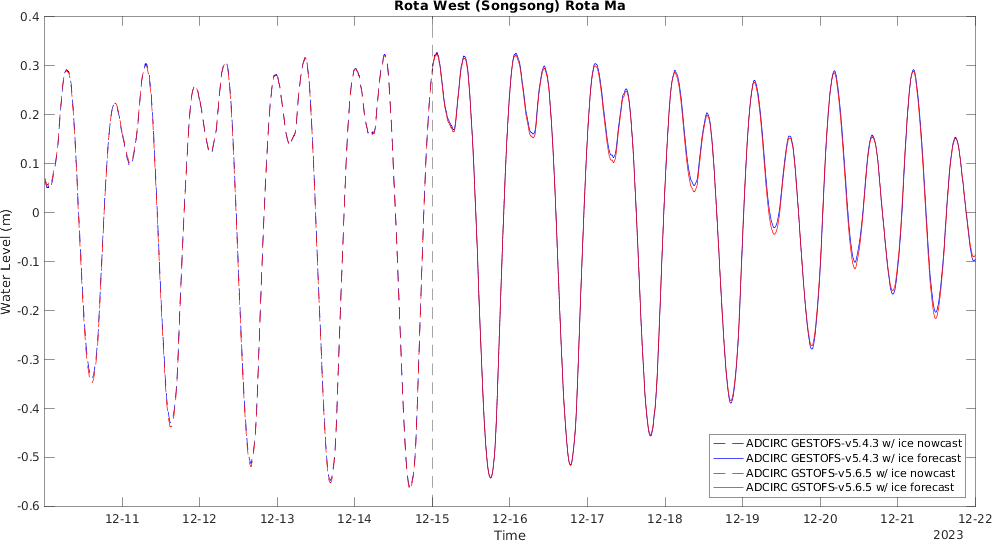 Rota West (Songsong) Rota Ma
0.4
0.3
0.2
0.1
0
-0.1
-0.2
-0.3
-0.4
-0.5
-0.6
Water Level (m)
ADCIRC GESTOFS-v5.4.3 w/ ice nowcast
ADCIRC GESTOFS-v5.4.3 w/ ice forecast
ADCIRC GSTOFS-v5.6.5 w/ ice nowcast
ADCIRC GSTOFS-v5.6.5 w/ ice forecast
12-11 12-12 12-13 12-14 12-15 12-16 12-17 12-18 12-19 12-20 12-21 12-22
Time
2023